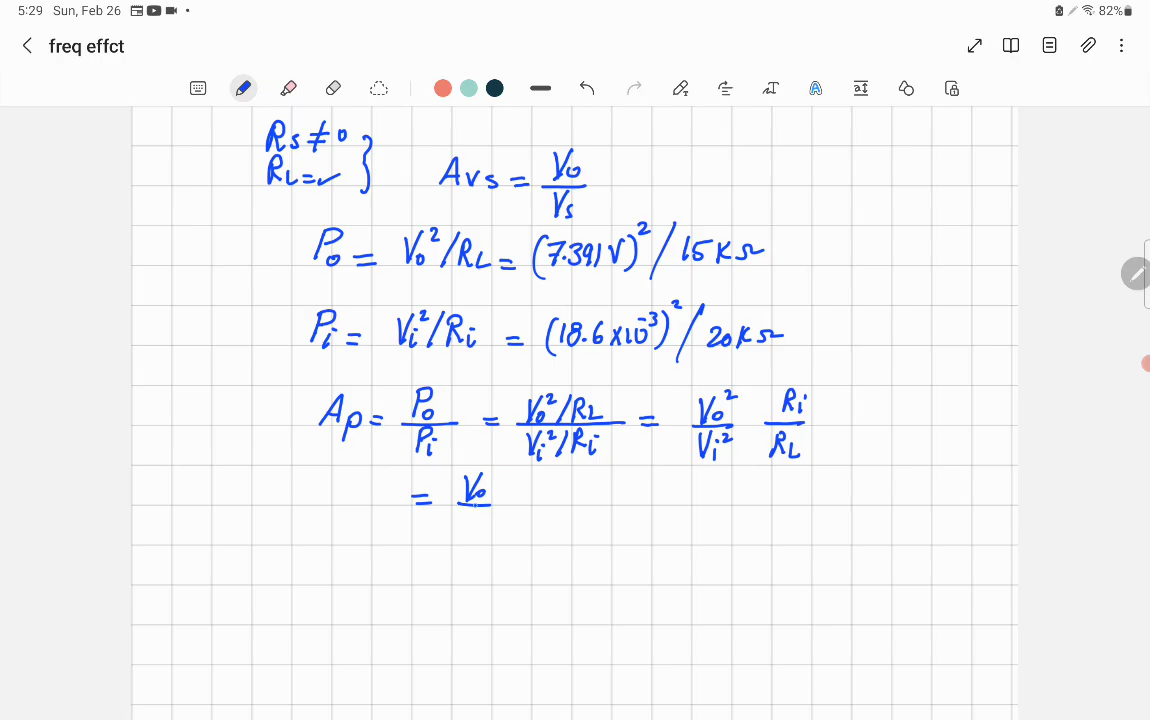 5:29 Sun, Feb 26 82%
freq effct
Rs ≠ 0
RL = ✓
Avs = Vo/Vs
Po = Vo²/RL = (7.391 V)²/15 KΩ
Pi = Vi²/Ri = (18.6×10⁻³)²/20 KΩ
Ap = Po/Pi = (Vo²/RL)/(Vi²/Ri) = Vo²/Vi² Ri/RL
= Vo